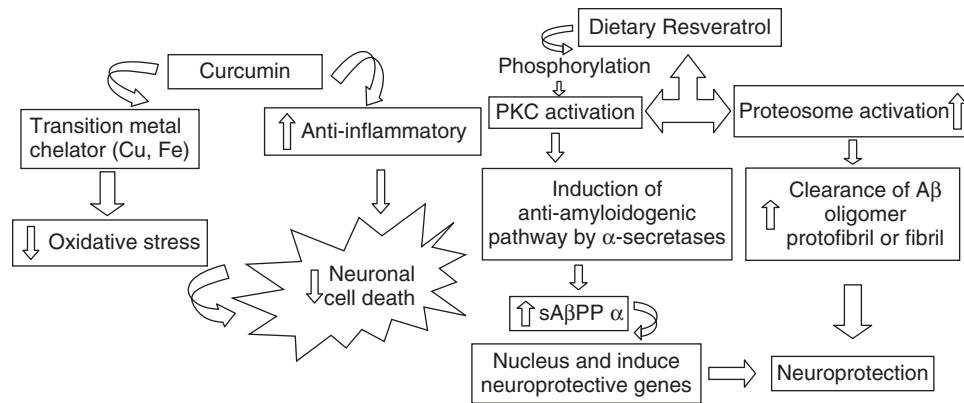 Curcumin
Transition metal
chelator (Cu, Fe)
Oxidative stress
Anti-inflammatory
Neuronal
cell death
Dietary Resveratrol
Phosphorylation
PKC activation
Induction of
anti-amyloidogenic
pathway by α-secretases
sAβPP α
Nucleus and induce
neuroprotective genes
Proteosome activation
Clearance of Aβ
oligomer
protofibril or fibril
Neuroprotection